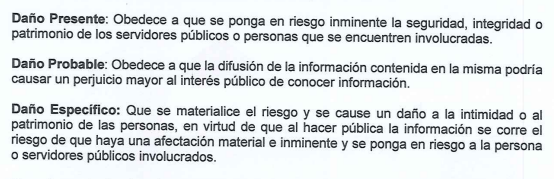 Daño Presente: Obedece a que se ponga en riesgo inminente la seguridad, integridad o
patrimonio de los servidores públicos o personas que se encuentren involucradas.
Daño Probable: Obedece a que la difusión de la información contenida en la misma podría
causar un perjuicio mayor al interés público de conocer información.
Daño Específico: Que se materialice el riesgo y se cause un daño a la intimidad o al
patrimonio de las personas, en virtud de que al hacer pública la información se corre el
riesgo de que haya una afectación material e inminente y se ponga en riesgo a la persona
o servidores públicos involucrados.